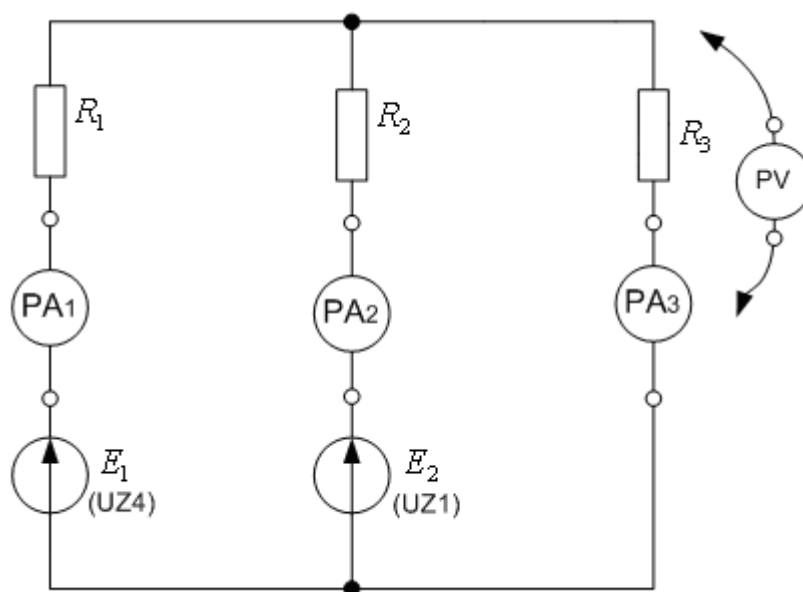 R₁
R₂
R₃
PV
PA₁
PA₂
PA₃
E₁
(UZ4)
E₂
(UZ1)